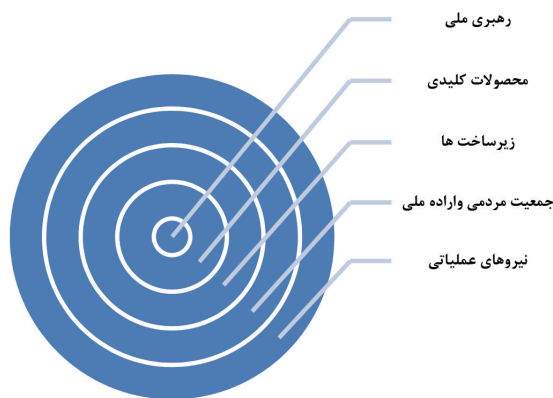 رهبری ملی
محصولات کلیدی
زیرساخت ها
جمعیت مردمی واراده ملی
نیروهای عملیاتی